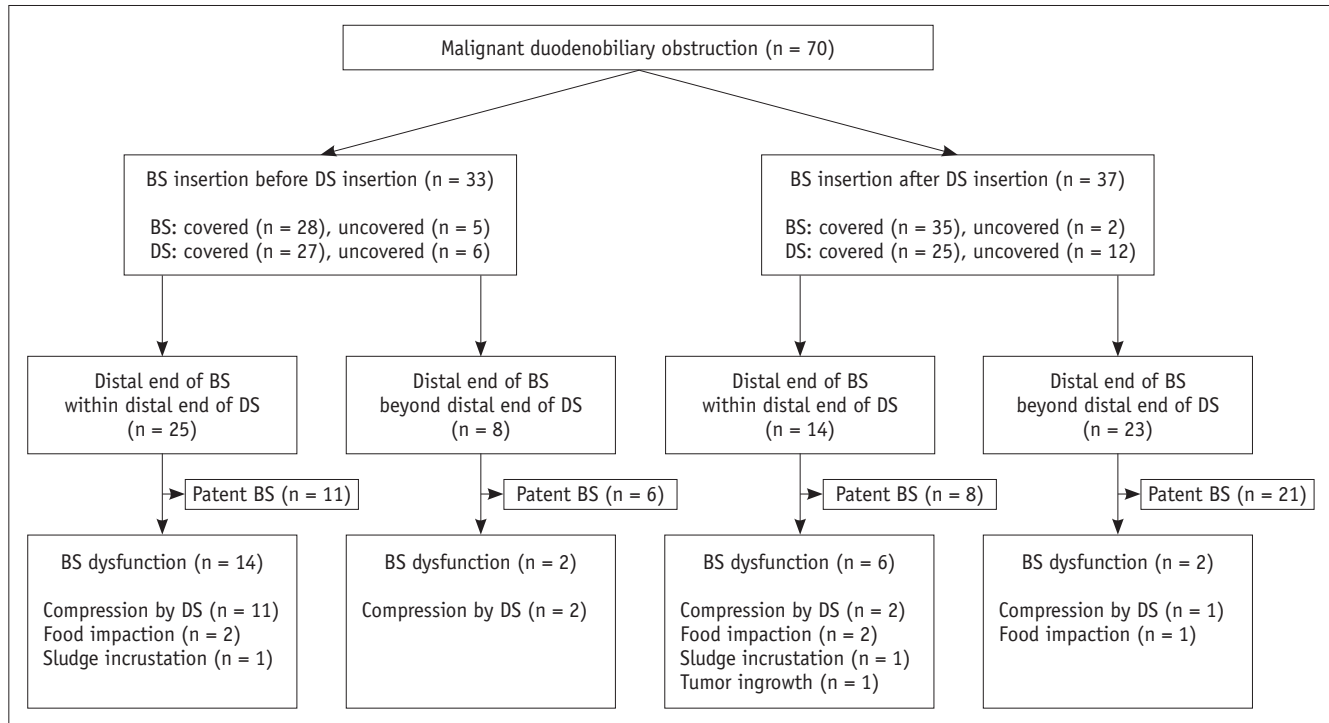 Malignant duodenobiliary obstruction (n = 70)
BS insertion before DS insertion (n = 33)
BS: covered (n = 28), uncovered (n = 5)
DS: covered (n = 27), uncovered (n = 6)
BS insertion after DS insertion (n = 37)
BS: covered (n = 35), uncovered (n = 2)
DS: covered (n = 25), uncovered (n = 12)
Distal end of BS
within distal end of DS
(n = 25)
Distal end of BS
beyond distal end of DS
(n = 8)
Distal end of BS
within distal end of DS
(n = 14)
Distal end of BS
beyond distal end of DS
(n = 23)
Patent BS (n = 11)
Patent BS (n = 6)
Patent BS (n = 8)
Patent BS (n = 21)
BS dysfunction (n = 14)
Compression by DS (n = 11)
Food impaction (n = 2)
Sludge incrustation (n = 1)
BS dysfunction (n = 2)
Compression by DS (n = 2)
BS dysfunction (n = 6)
Compression by DS (n = 2)
Food impaction (n = 2)
Sludge incrustation (n = 1)
Tumor ingrowth (n = 1)
BS dysfunction (n = 2)
Compression by DS (n = 1)
Food impaction (n = 1)